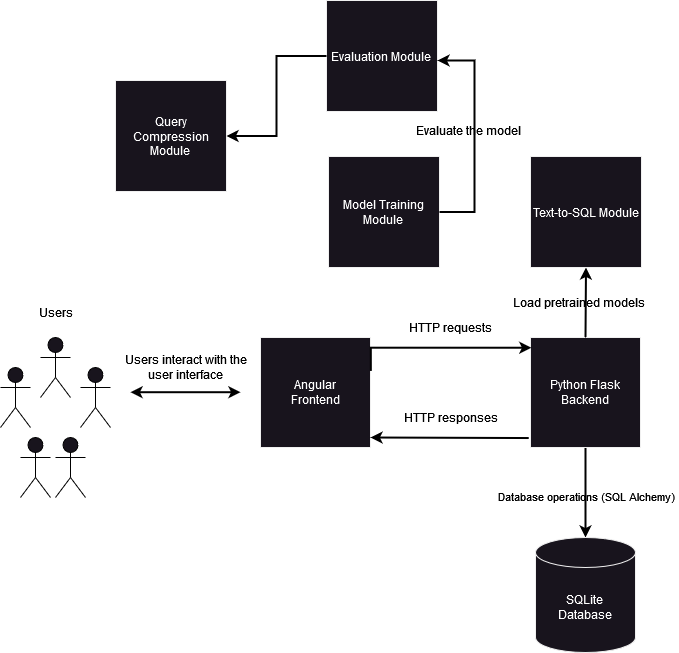 Evaluation Module
Query
Compression
Module
Evaluate the model
Model Training
Module
Text-to-SQL Module
Load pretrained models
Users
HTTP requests
Users interact with the
user interface
Angular
Frontend
Python Flask
Backend
HTTP responses
Database operations (SQL Alchemy)
SQLite
Database